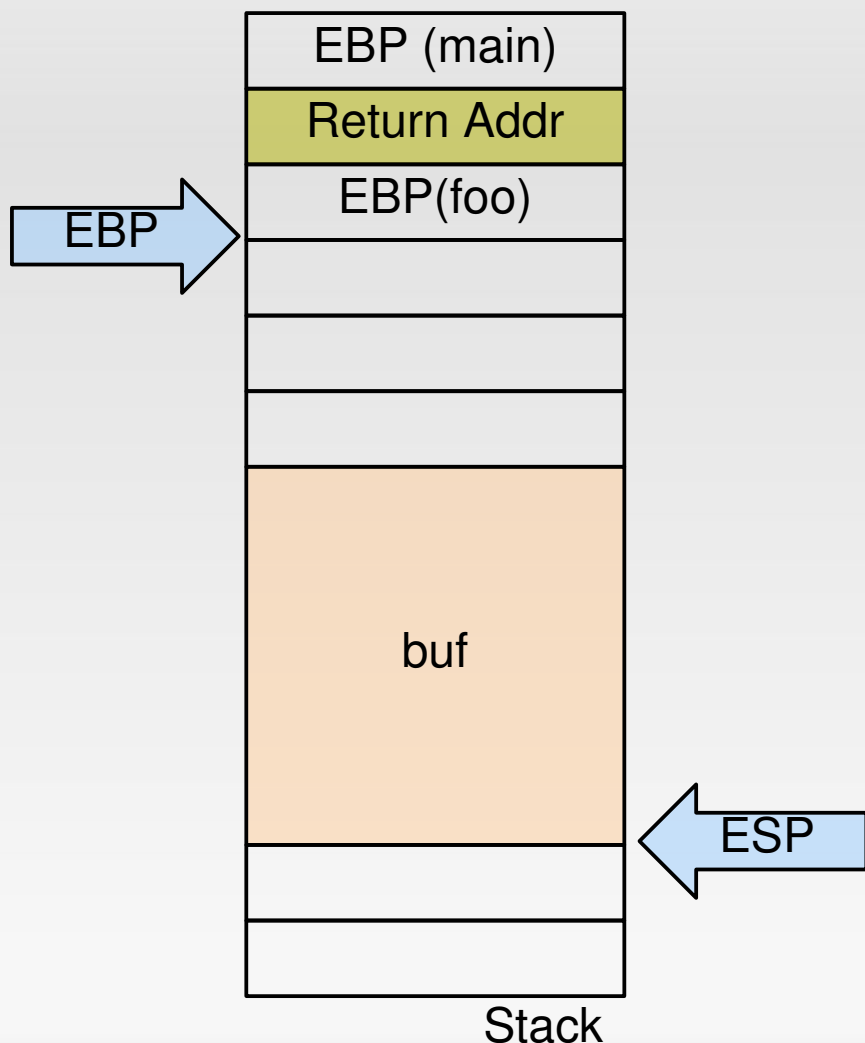 EBP (main)
Return Addr
EBP(foo)
EBP
buf
ESP
Stack